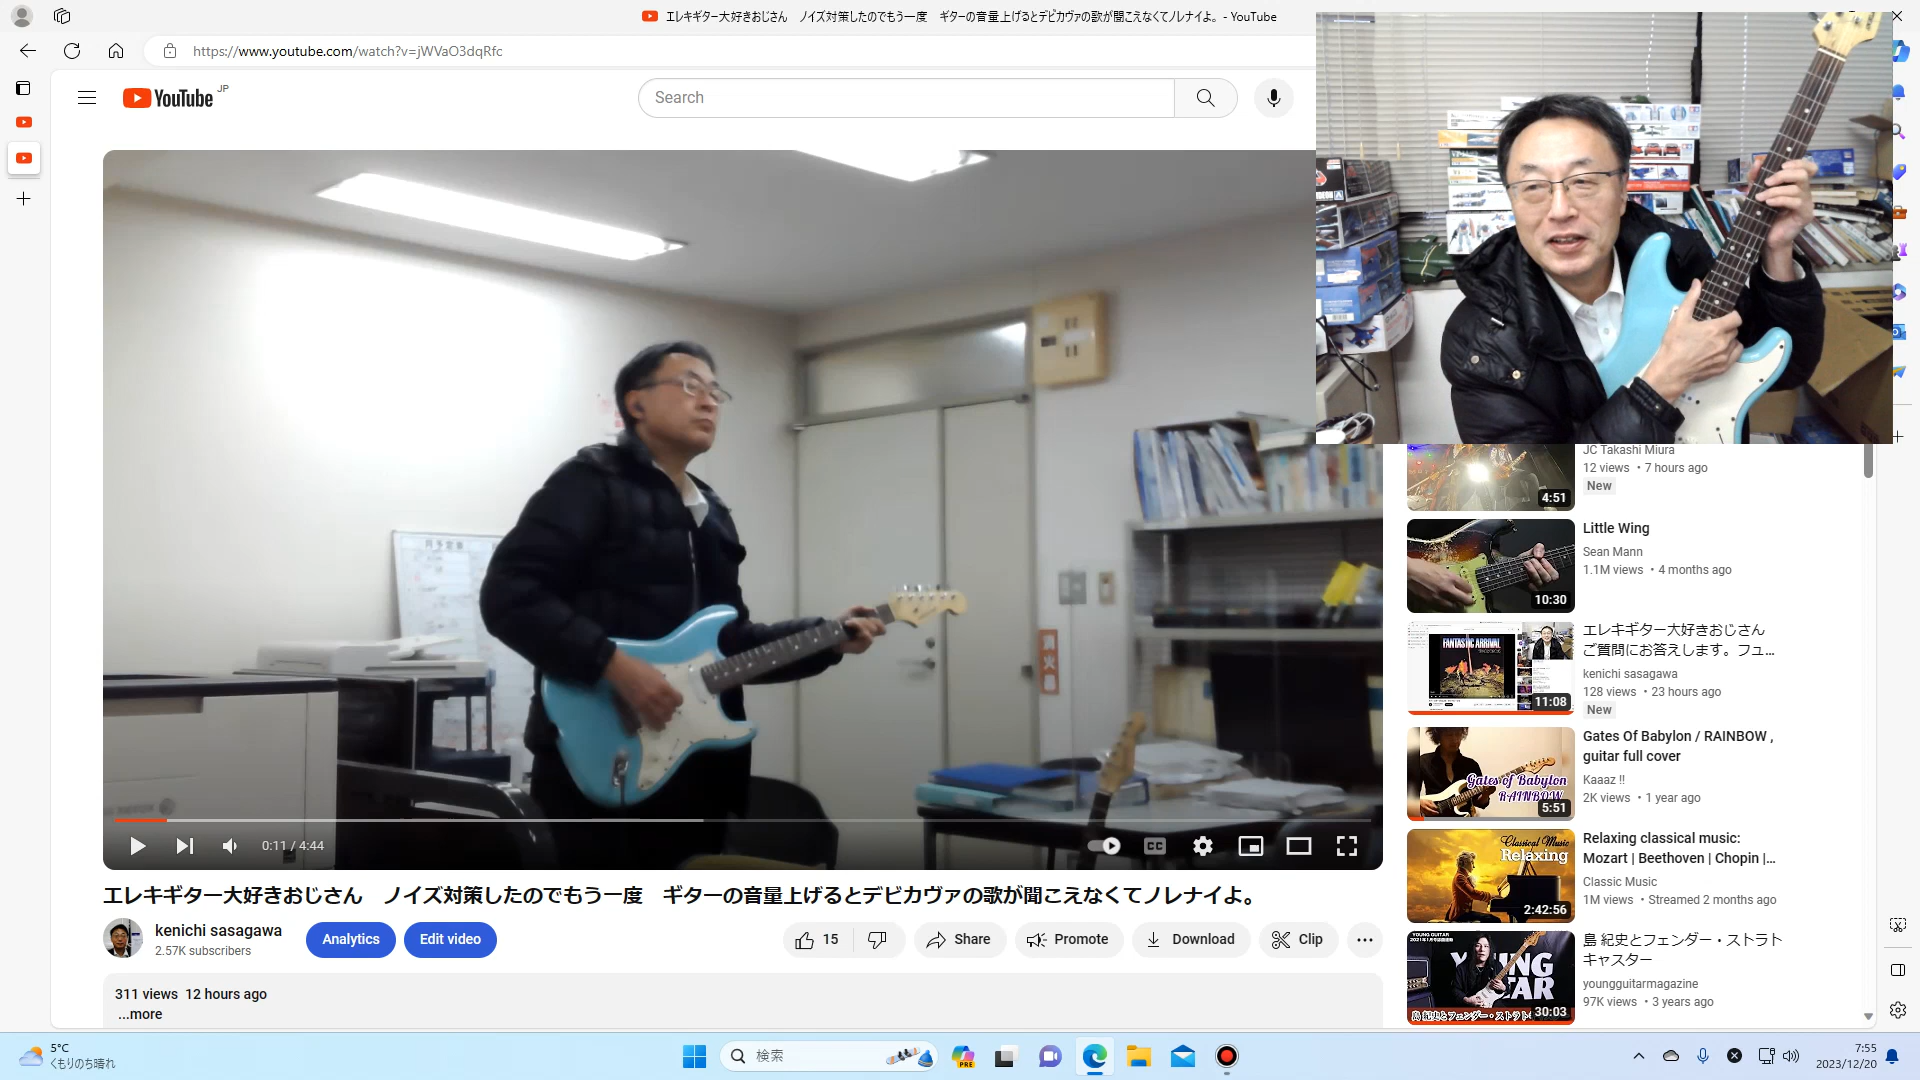 エレキギター大好きおじさん　ノイズ対策したのでもう一度　ギターの音量上げるとデビカヴァの歌が聞こえなくてノレナイよ。 - YouTube
https://www.youtube.com/watch?v=jWVaO3dqRfc
YouTube JP
Search
月予定表
消火器
0:11 / 4:44
CC
エレキギター大好きおじさん　ノイズ対策したのでもう一度　ギターの音量上げるとデビカヴァの歌が聞こえなくてノレナイよ。
kenichi sasagawa
2.57K subscribers
Analytics
Edit video
15
Share
Promote
Download
Clip
311 views 12 hours ago
...more
JC Takashi Miura
12 views • 7 hours ago
New
4:51
Little Wing
Sean Mann
1.1M views • 4 months ago
10:30
エレキギター大好きおじさん
ご質問にお答えします。フュ...
kenichi sasagawa
128 views • 23 hours ago
New
FANTASTIC ARRIVAL
11:08
Gates Of Babylon / RAINBOW ,
guitar full cover
Kaaaz !!
2K views • 1 year ago
Gates of Babylon
RAINBOW
5:51
Relaxing classical music:
Mozart | Beethoven | Chopin |...
Classic Music
1M views • Streamed 2 months ago
Classical Music
Relaxing
2:42:56
島 紀史とフェンダー・ストラト
キャスター
youngguitarmagazine
97K views • 3 years ago
30:03
5°C
くもりのち晴れ
検索
PRE
7:55
2023/12/20